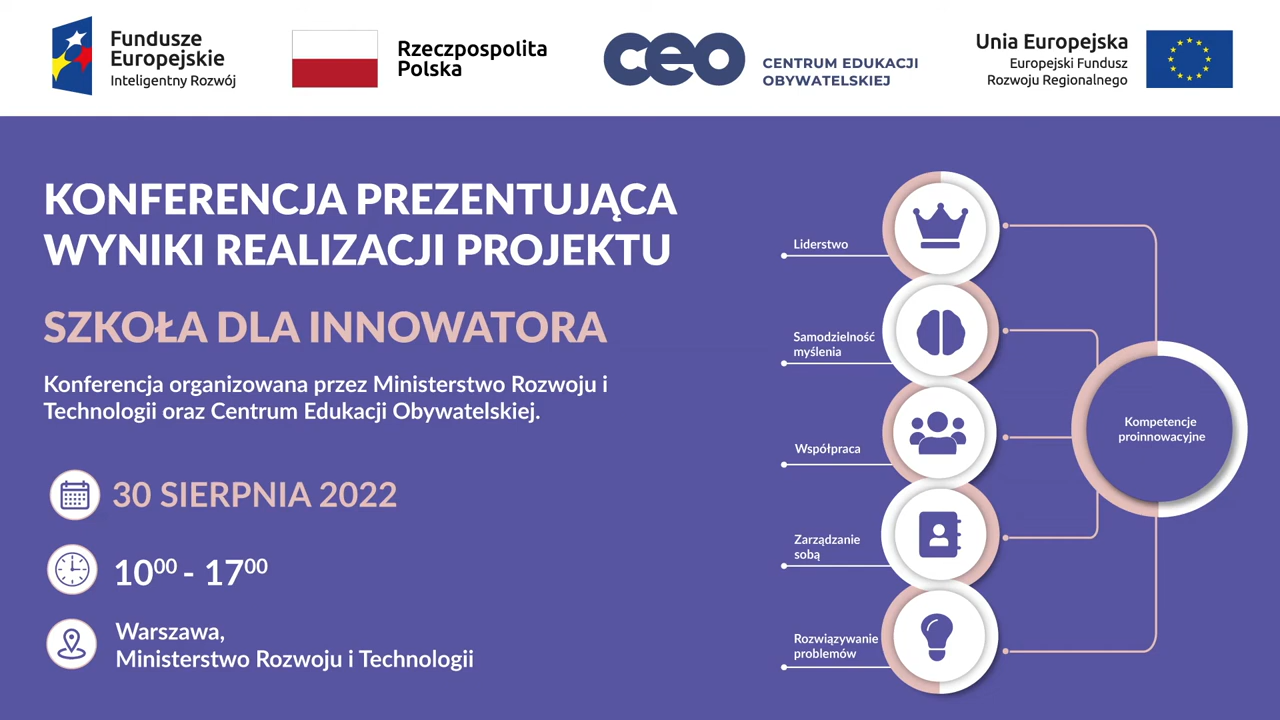 Fundusze
Europejskie
Inteligentny Rozwój
Rzeczpospolita
Polska
ceo
CENTRUM EDUKACJI
OBYWATELSKIEJ
Unia Europejska
Europejski Fundusz
Rozwoju Regionalnego
KONFERENCJA PREZENTUJĄCA
WYNIKI REALIZACJI PROJEKTU
SZKOŁA DLA INNOWATORA
Konferencja organizowana przez Ministerstwo Rozwoju i
Technologii oraz Centrum Edukacji Obywatelskiej.
30 SIERPNIA 2022
10⁰⁰ - 17⁰⁰
Warszawa,
Ministerstwo Rozwoju i Technologii
Liderstwo
Samodzielność
myślenia
Współpraca
Zarządzanie
sobą
Rozwiązywanie
problemów
Kompetencje
proinnowacyjne